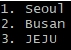 1. Seoul
2. Busan
3. JEJU